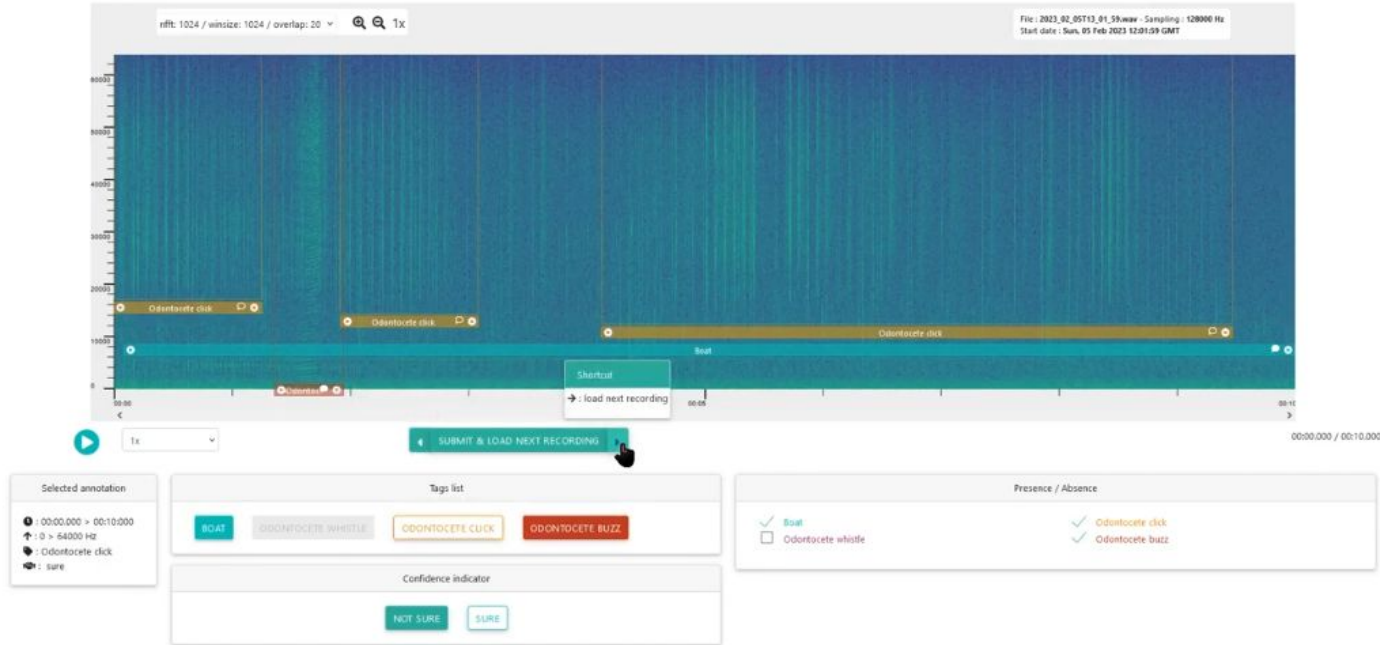 nfft: 1024 / winsize: 1024 / overlap: 20
1x
File : 2023_02_05T13_01_59.wav - Sampling : 128000 Hz
Start date : Sun, 05 Feb 2023 12:01:59 GMT
60000
50000
40000
30000
20000
10000
0
Odontocete click
Odontocete click
Odontocete click
Boat
Odontoc
00:00
00:05
00:10
Shortcut
→ : load next recording
1x
SUBMIT & LOAD NEXT RECORDING
00:00.000 / 00:10.000
Selected annotation
: 00:00.000 > 00:10:000
↑ : 0 > 64000 Hz
: Odontocete click
: sure
Tags list
BOAT
ODONTOCETE WHISTLE
ODONTOCETE CLICK
ODONTOCETE BUZZ
Confidence indicator
NOT SURE
SURE
Presence / Absence
Boat
Odontocete click
Odontocete whistle
Odontocete buzz